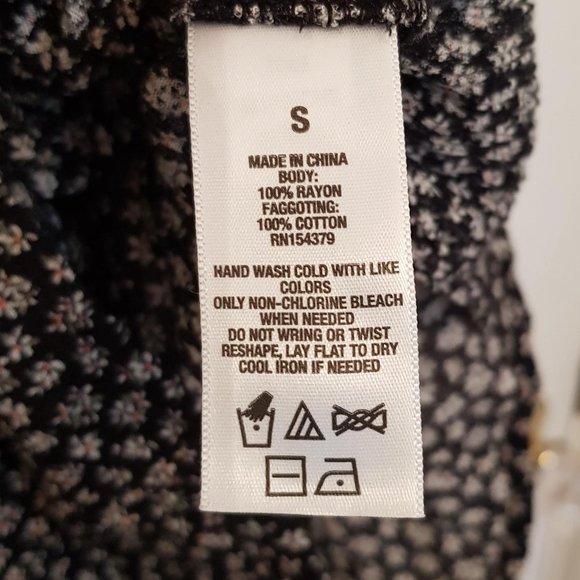 S
MADE IN CHINA
BODY:
100% RAYON
FAGGOTING:
100% COTTON
RN154379
HAND WASH COLD WITH LIKE
COLORS
ONLY NON-CHLORINE BLEACH
WHEN NEEDED
DO NOT WRING OR TWIST
RESHAPE, LAY FLAT TO DRY
COOL IRON IF NEEDED